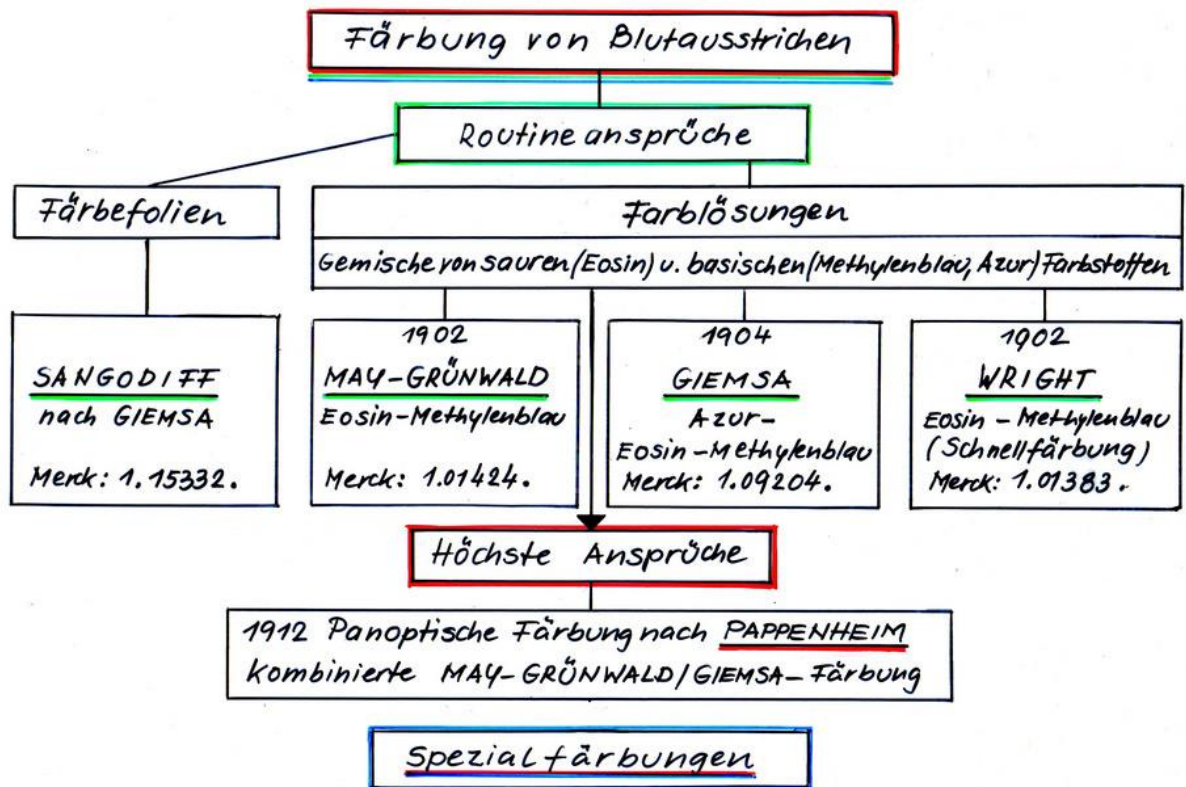 Färbung von Blutausstrichen
Routineansprüche
Färbefolien
Farblösungen
Gemische von sauren (Eosin) u. basischen (Methylenblau, Azur) Farbstoffen
SANGODIFF
nach GIEMSA
Merck: 1.15332.
1902
MAY-GRÜNWALD
Eosin-Methylenblau
Merck: 1.01424.
1904
GIEMSA
Azur-
Eosin-Methylenblau
Merck: 1.09204.
1902
WRIGHT
Eosin-Methylenblau
(Schnellfärbung)
Merck: 1.01383.
Höchste Ansprüche
1912 Panoptische Färbung nach PAPPENHEIM
kombinierte MAY-GRÜNWALD/GIEMSA-Färbung
Spezialfärbungen